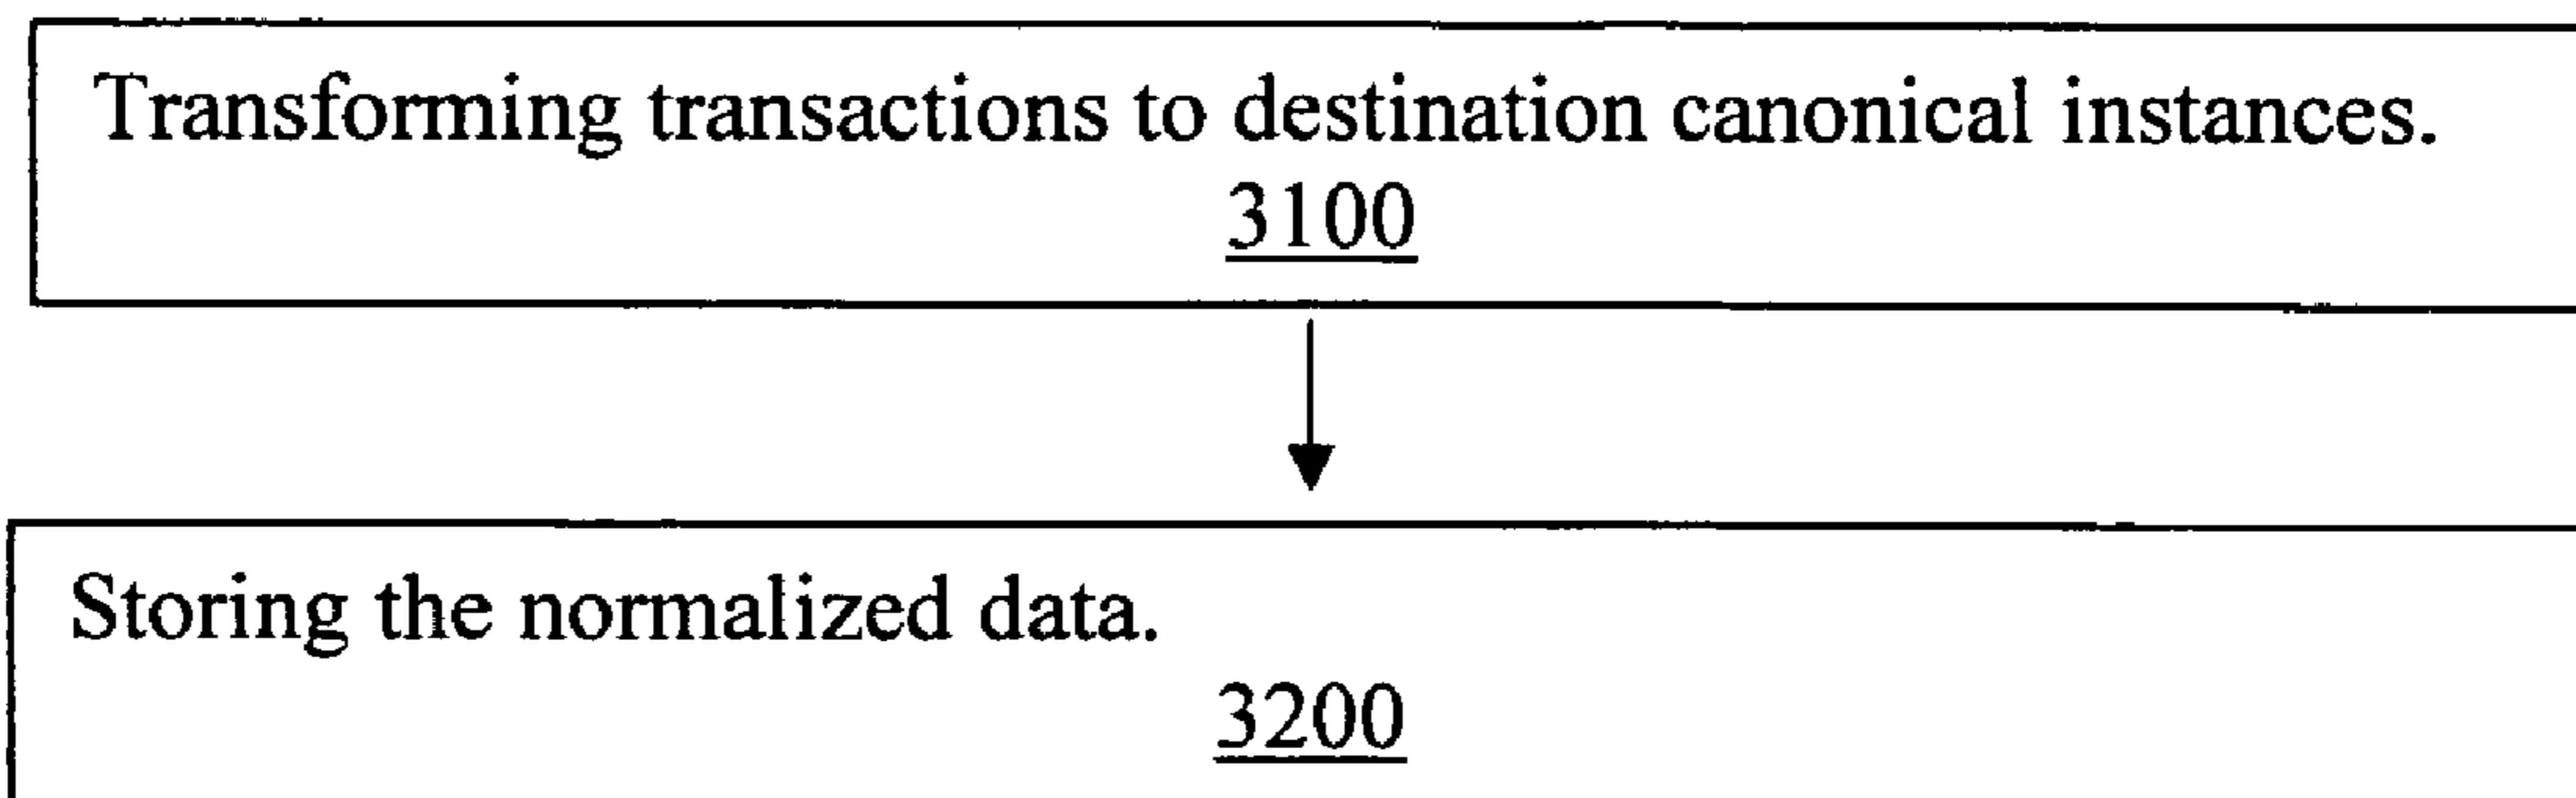 Transforming transactions to destination canonical instances.
3100
Storing the normalized data.
3200